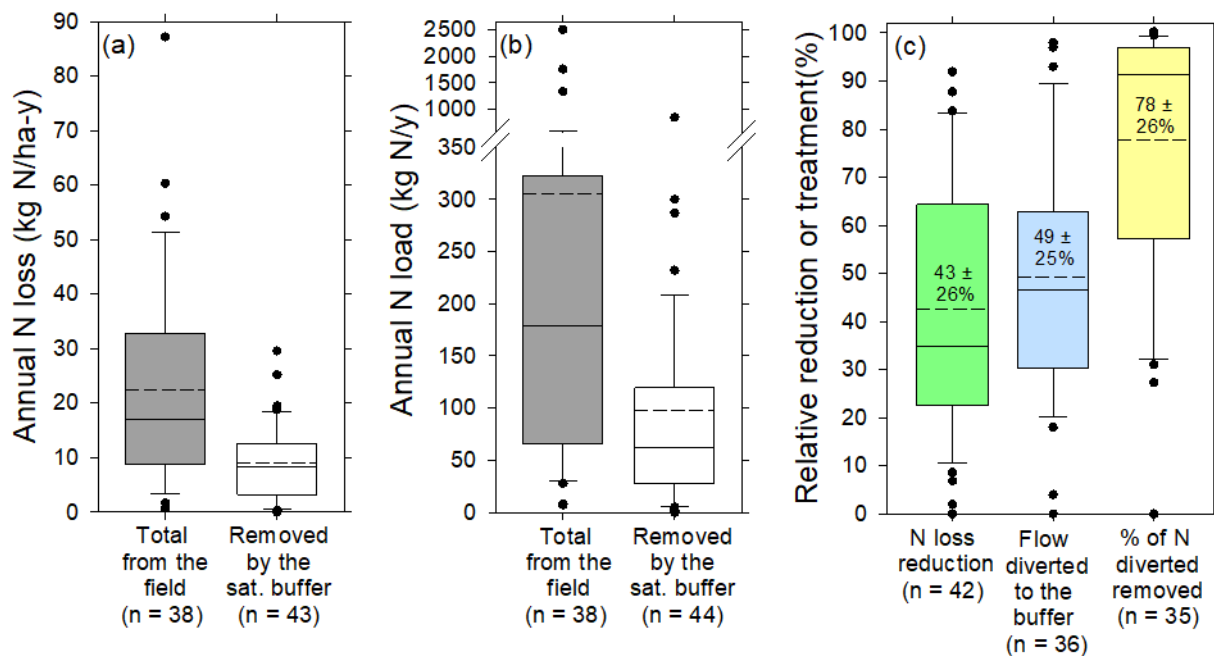 (a)
Annual N loss (kg N/ha-y)
90
80
70
60
50
40
30
20
10
0
Total
from the
field
(n = 38)
Removed
by the
sat. buffer
(n = 43)
(b)
Annual N load (kg N/y)
2500
2000
1500
1000
350
300
250
200
150
100
50
0
Total
from the
field
(n = 38)
Removed
by the
sat. buffer
(n = 44)
(c)
Relative reduction or treatment(%)
100
90
80
70
60
50
40
30
20
10
0
43 ±
26%
49 ±
25%
78 ±
26%
N loss
reduction
(n = 42)
Flow
diverted
to the
buffer
(n = 36)
% of N
diverted
removed
(n = 35)